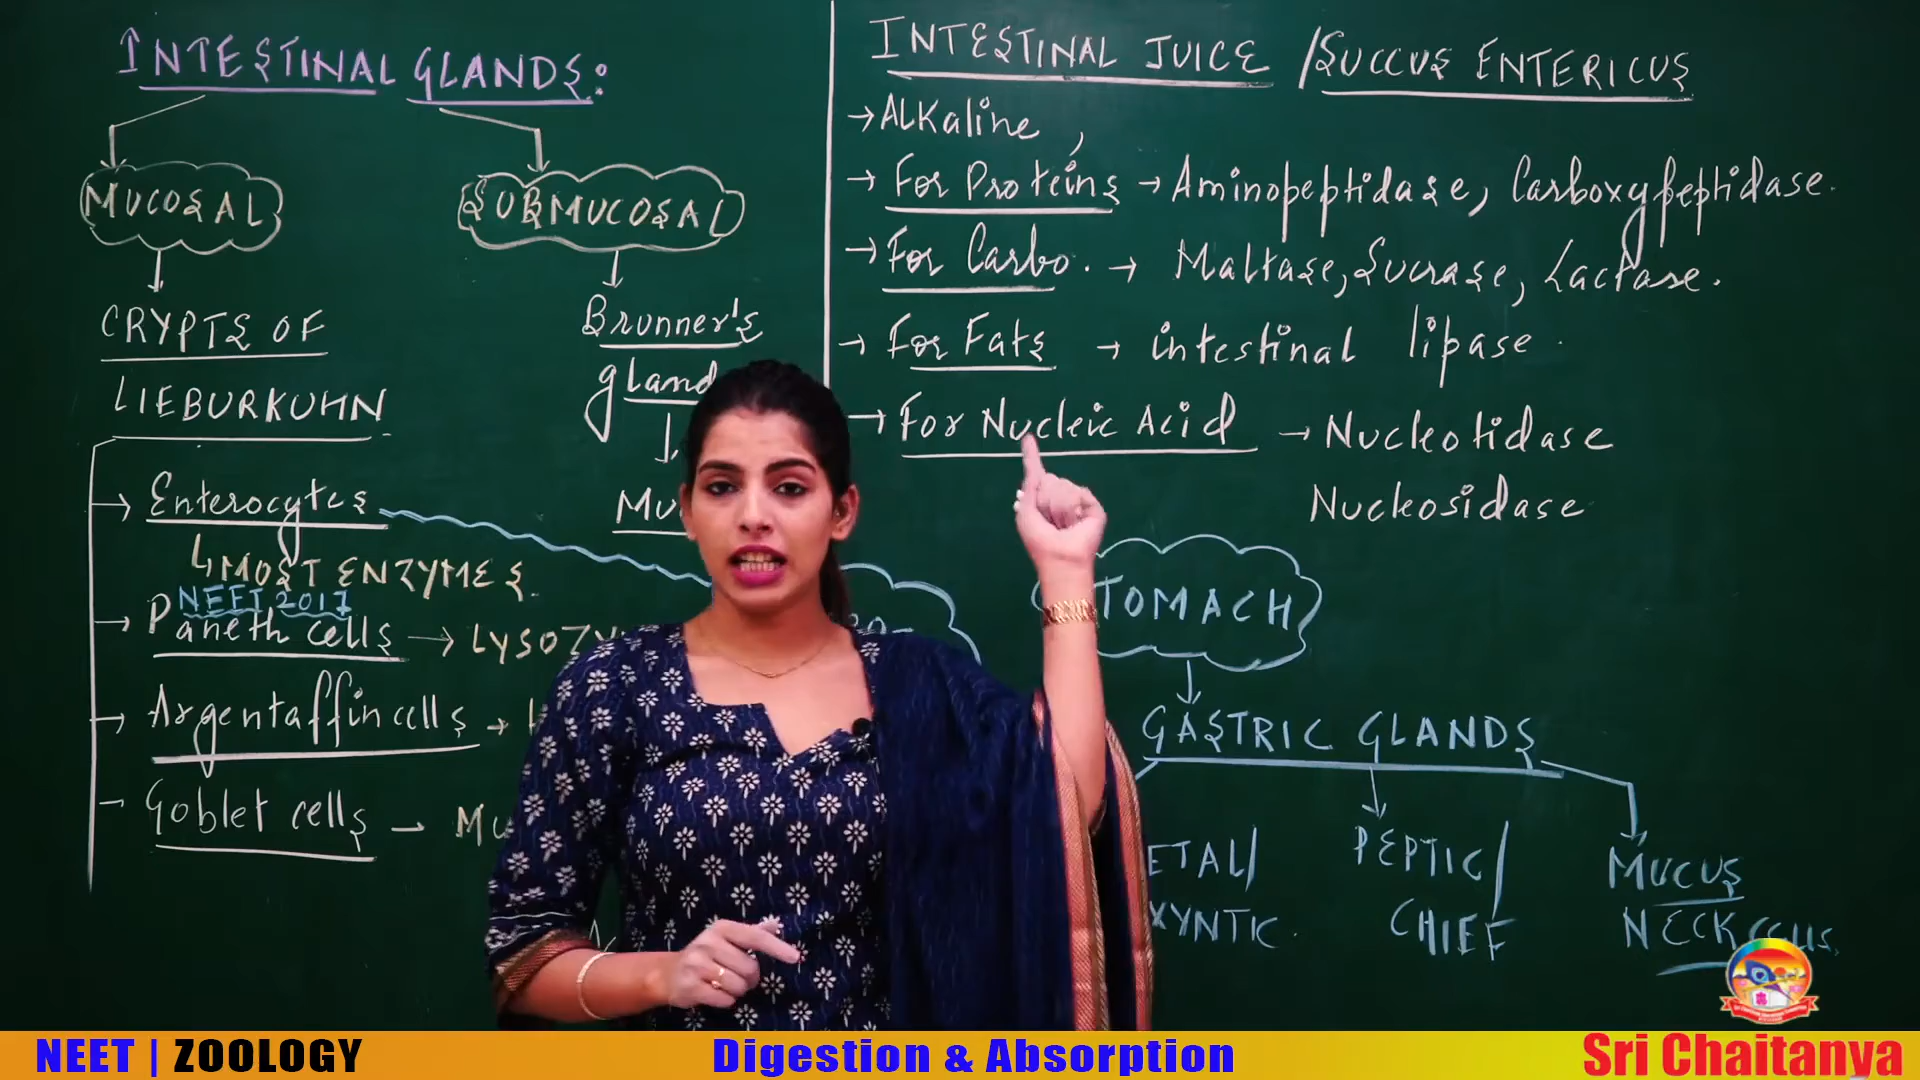 INTESTINAL GLANDS:
MUCOSAL
SUBMUCOSAL
CRYPTS OF
LIEBURKUHN
Brunner's
gland
→ Enterocytes
↳ MOST ENZYMES.
NEET 2017
→ Paneth cells →
→ Argentaffin cells →
– Goblet cells –
INTESTINAL JUICE / SUCCUS ENTERICUS
→ Alkaline,
→ For Proteins → Aminopeptidase, Carboxypeptidase.
→ For Carbo. → Maltase, Sucrase, Lactase.
→ For Fats → intestinal lipase.
→ For Nucleic Acid → Nucleotidase
Nucleosidase
TOMACH
GASTRIC GLANDS
ETAL/
XYNTIC.
PEPTIC/
CHIEF
MUCUS
NECK
NEET | ZOOLOGY
Digestion & Absorption
Sri Chaitanya